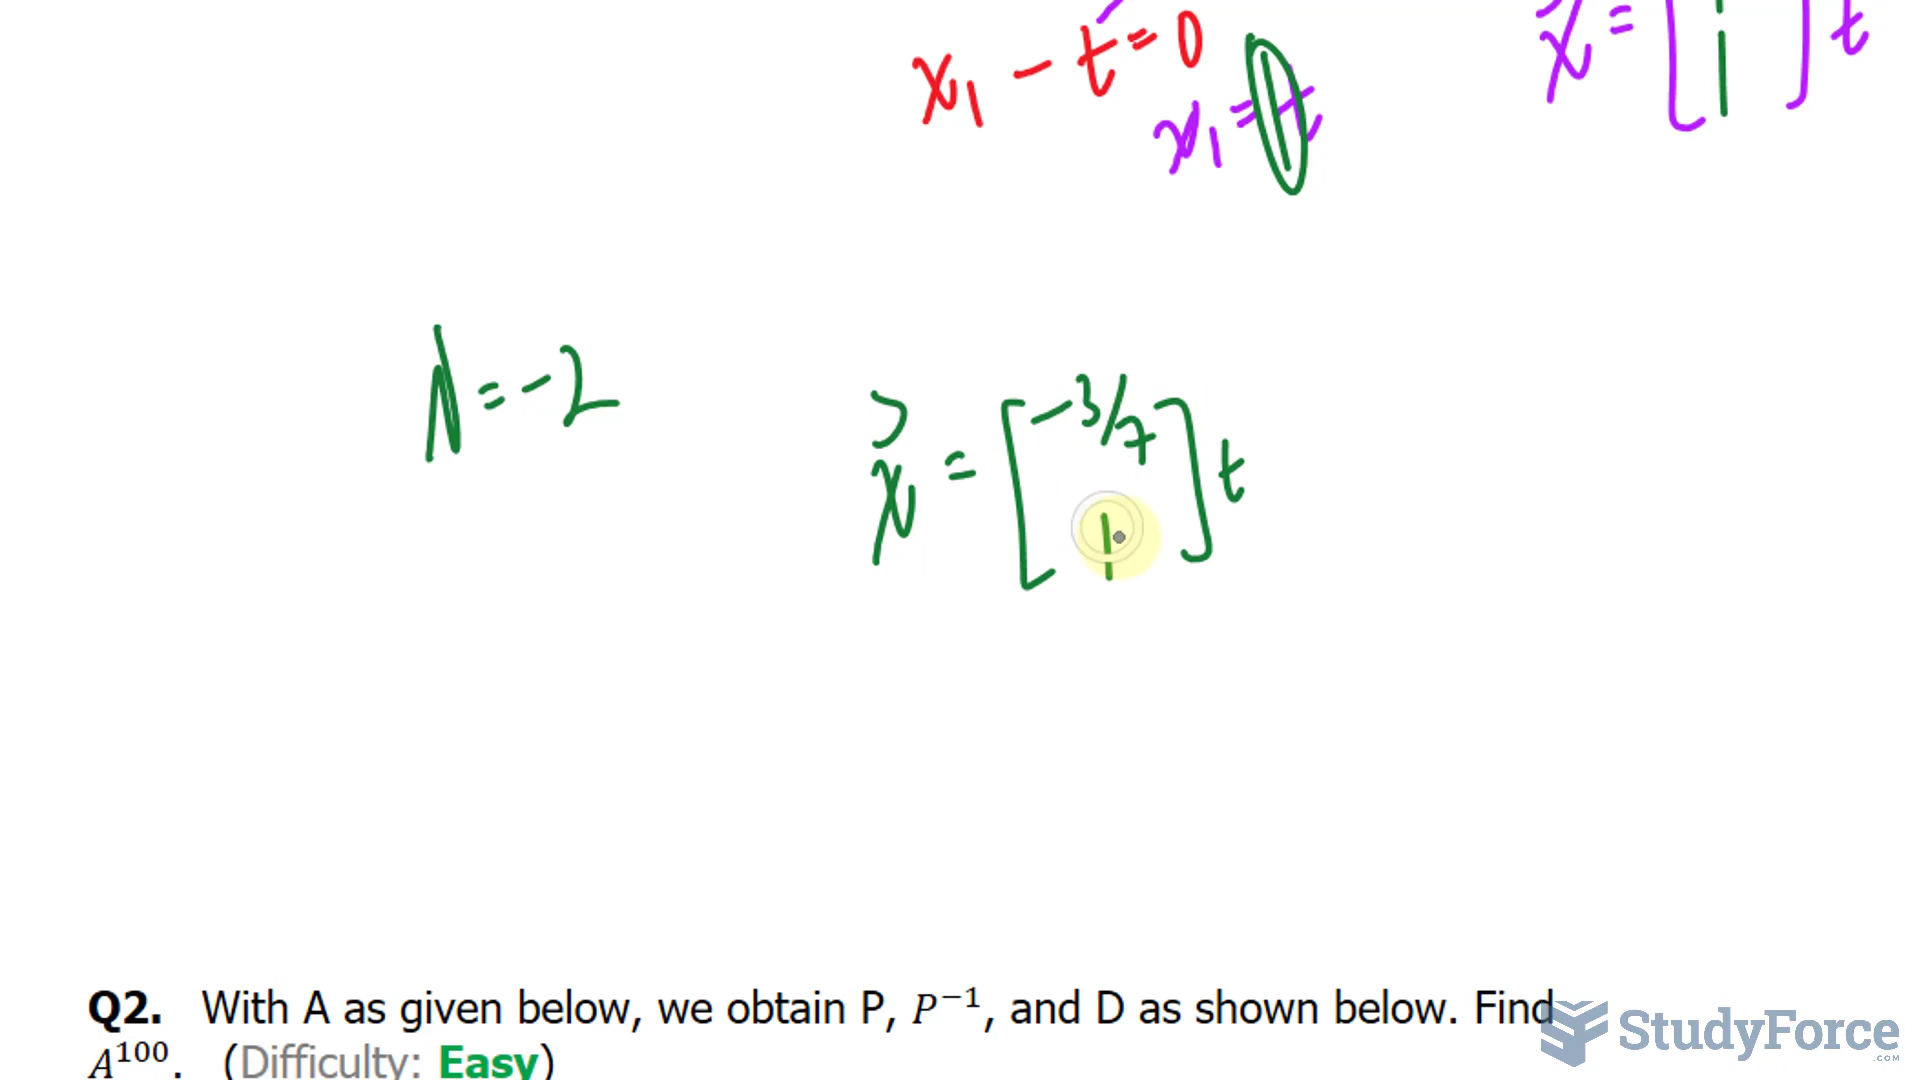 x₁ - t = 0
x₁ = t
x = [1] t
λ = -2
x = [-3/7
1] t
Q2. With A as given below, we obtain P, P⁻¹, and D as shown below. Find
A¹⁰⁰. (Difficulty: Easy)
StudyForce
.COM